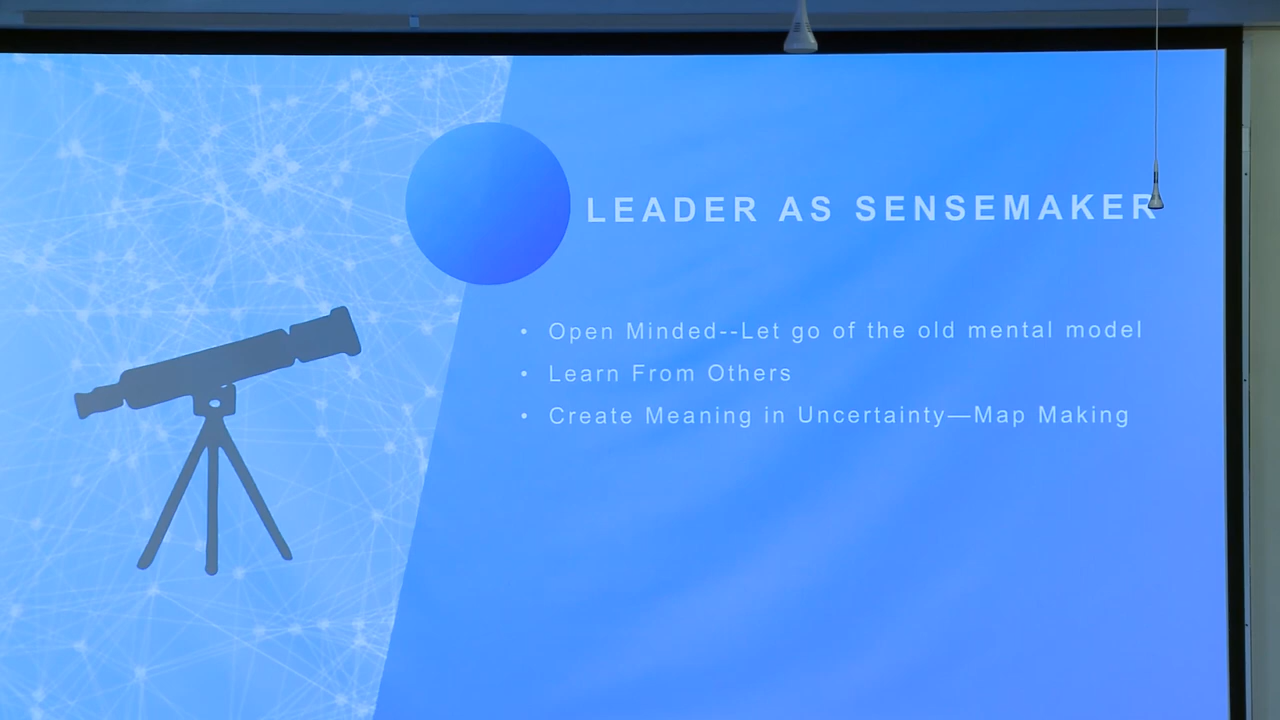 LEADER AS SENSEMAKER
• Open Minded--Let go of the old mental model
• Learn From Others
• Create Meaning in Uncertainty—Map Making